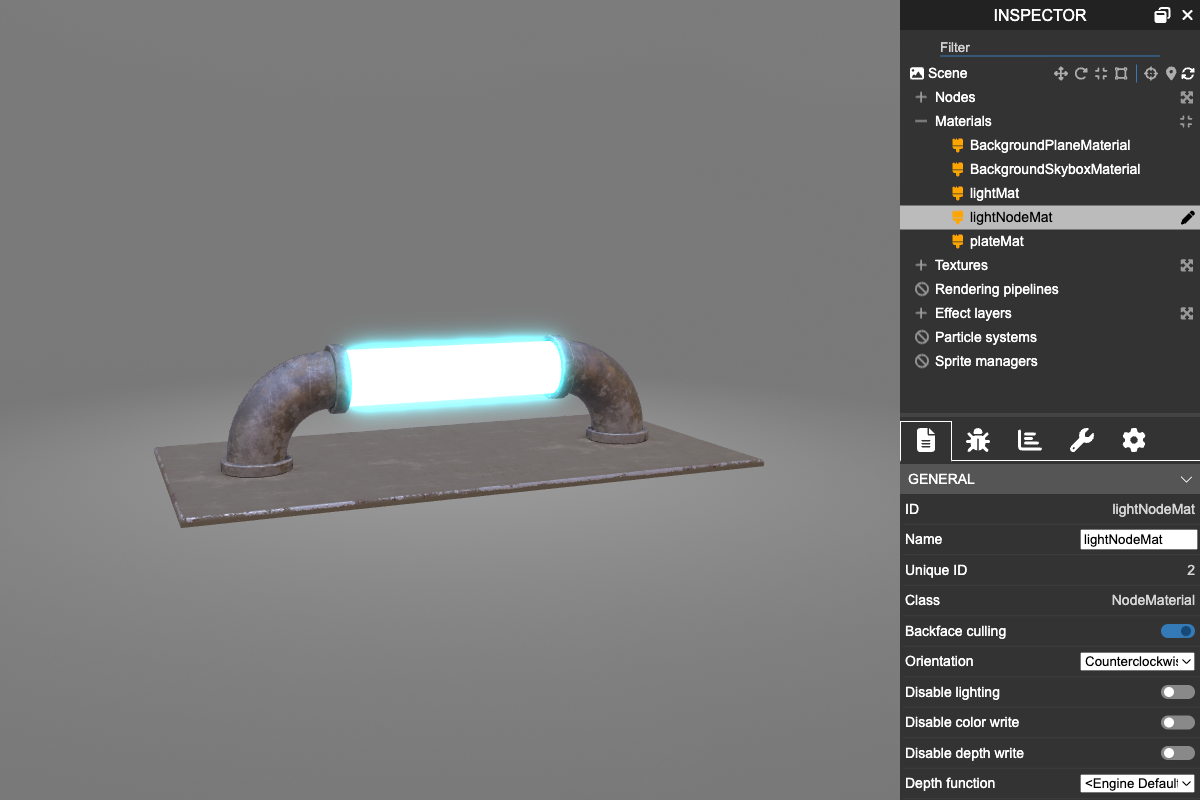 INSPECTOR
Filter
Scene
Nodes
Materials
BackgroundPlaneMaterial
BackgroundSkyboxMaterial
lightMat
lightNodeMat
plateMat
Textures
Rendering pipelines
Effect layers
Particle systems
Sprite managers
GENERAL
ID lightNodeMat
Name lightNodeMat
Unique ID 2
Class NodeMaterial
Backface culling
Orientation Counterclockwis
Disable lighting
Disable color write
Disable depth write
Depth function <Engine Default